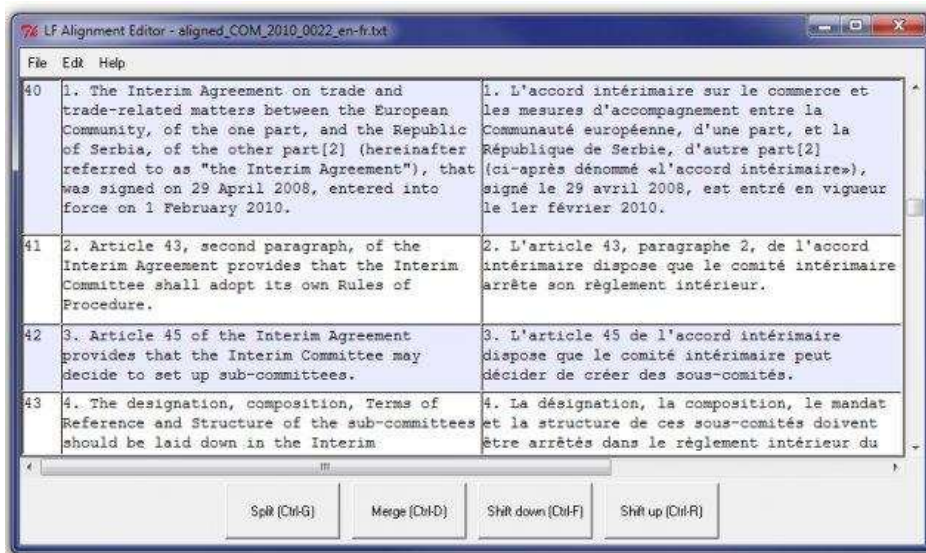 LF Alignment Editor - aligned_COM_2010_0022_en-fr.txt
File Edit Help
40
1. The Interim Agreement on trade and
trade-related matters between the European
Community, of the one part, and the Republic
of Serbia, of the other part[2] (hereinafter
referred to as "the Interim Agreement"), that
was signed on 29 April 2008, entered into
force on 1 February 2010.
1. L'accord intérimaire sur le commerce et
les mesures d'accompagnement entre la
Communauté européenne, d'une part, et la
République de Serbie, d'autre part[2]
(ci-après dénommé «l'accord intérimaire»),
signé le 29 avril 2008, est entré en vigueur
le 1er février 2010.
41
2. Article 43, second paragraph, of the
Interim Agreement provides that the Interim
Committee shall adopt its own Rules of
Procedure.
2. L'article 43, paragraphe 2, de l'accord
intérimaire dispose que le comité intérimaire
arrête son règlement intérieur.
42
3. Article 45 of the Interim Agreement
provides that the Interim Committee may
decide to set up sub-committees.
3. L'article 45 de l'accord intérimaire
dispose que le comité intérimaire peut
décider de créer des sous-comités.
43
4. The designation, composition, Terms of
Reference and Structure of the sub-committees
should be laid down in the Interim
4. La désignation, la composition, le mandat
et la structure de ces sous-comités doivent
être arrêtés dans le règlement intérieur du
Split (Ctrl-G)
Merge (Ctrl-D)
Shift down (Ctrl-F)
Shift up (Ctrl-R)